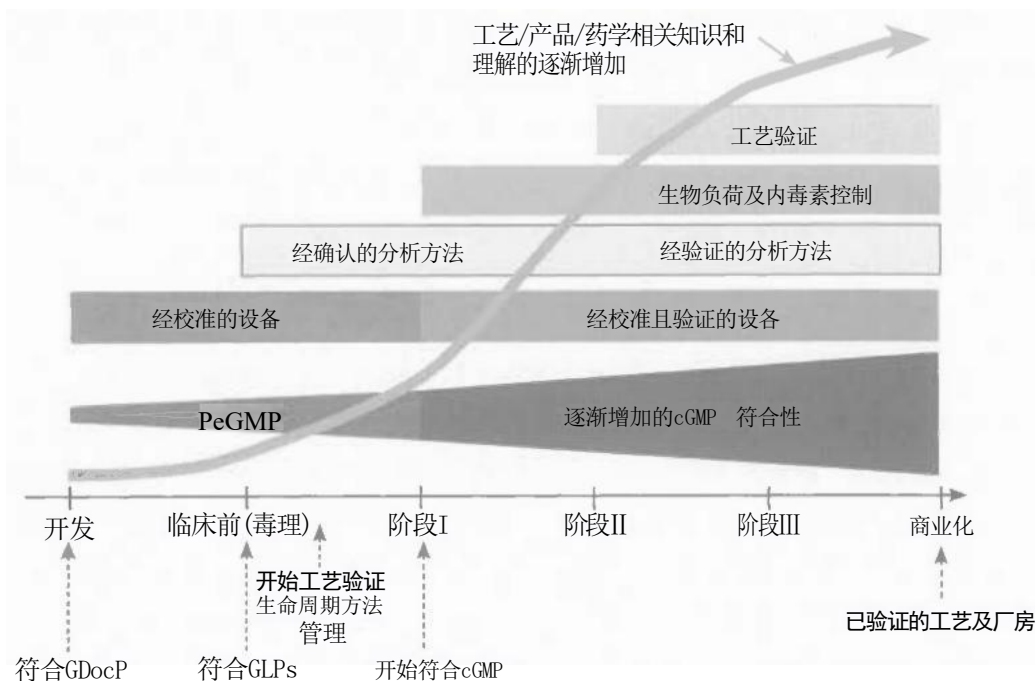 工艺/产品/药学相关知识和
理解的逐渐增加
工艺验证
生物负荷及内毒素控制
经确认的分析方法
经验证的分析方法
经校准的设备
经校准且验证的设各
PeGMP
逐渐增加的cGMP 符合性
开发
临床前(毒理)
阶段I
阶段II
阶段III
商业化
开始工艺验证
生命周期方法
管理
已验证的工艺及厂房
符合GDocP
符合GLPs
开始符合cGMP